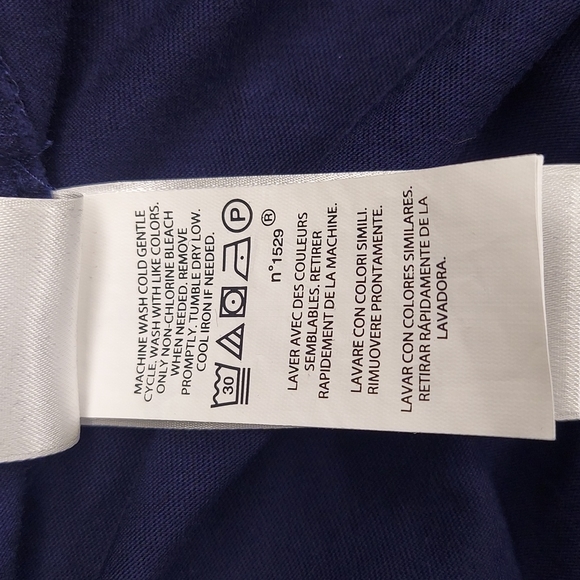 MACHINE WASH COLD GENTLE
CYCLE. WASH WITH LIKE COLORS.
ONLY NON-CHLORINE BLEACH
WHEN NEEDED. REMOVE
PROMPTLY. TUMBLE DRY LOW.
COOL IRON IF NEEDED.
30 P
®
n°1529
LAVER AVEC DES COULEURS
SEMBLABLES. RETIRER
RAPIDEMENT DE LA MACHINE.
LAVARE CON COLORI SIMILI.
RIMUOVERE PRONTAMENTE.
LAVAR CON COLORES SIMILARES.
RETIRAR RÁPIDAMENTE DE LA
LAVADORA.